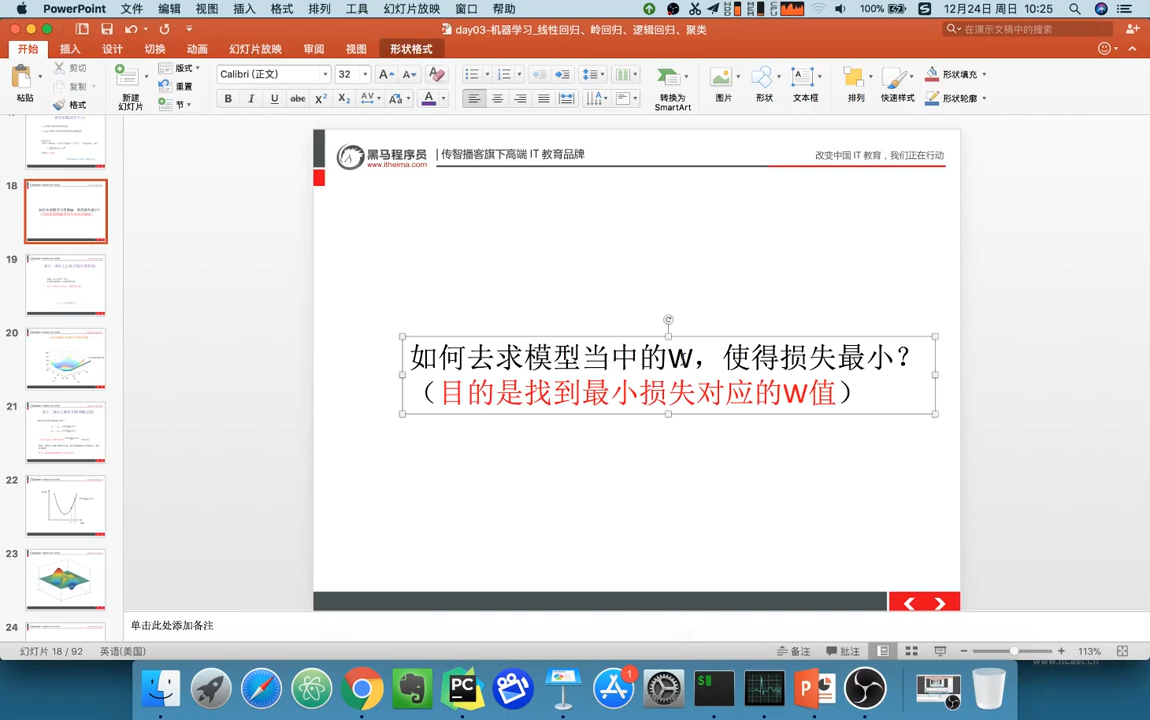 PowerPoint 文件 编辑 视图 插入 格式 工具 幻灯片放映 窗口 帮助 100% 12月24日 周日 10:25
day03-机器学习_线性回归、岭回归、逻辑回归、聚类
在演示文稿中的搜索
开始 插入 设计 切换 动画 幻灯片放映 审阅 视图 形状格式
粘贴 剪切 复制 格式
新建幻灯片 版式 重置 节
Calibri (正文) 32
B I U abc X² X₂ AV Aa A
转换为 SmartArt
图片 形状 文本框 排列 快速样式 形状填充 形状轮廓
18
19
20
21
22
23
24
黑马程序员 | 传智播客旗下高端 IT 教育品牌
www.itheima.com
改变中国 IT 教育，我们正在行动
如何去求模型当中的W，使得损失最小？
（目的是找到最小损失对应的W值）
单击此处添加备注
幻灯片 18 / 92 英语(美国) 备注 批注 113%
www.itcast.cn